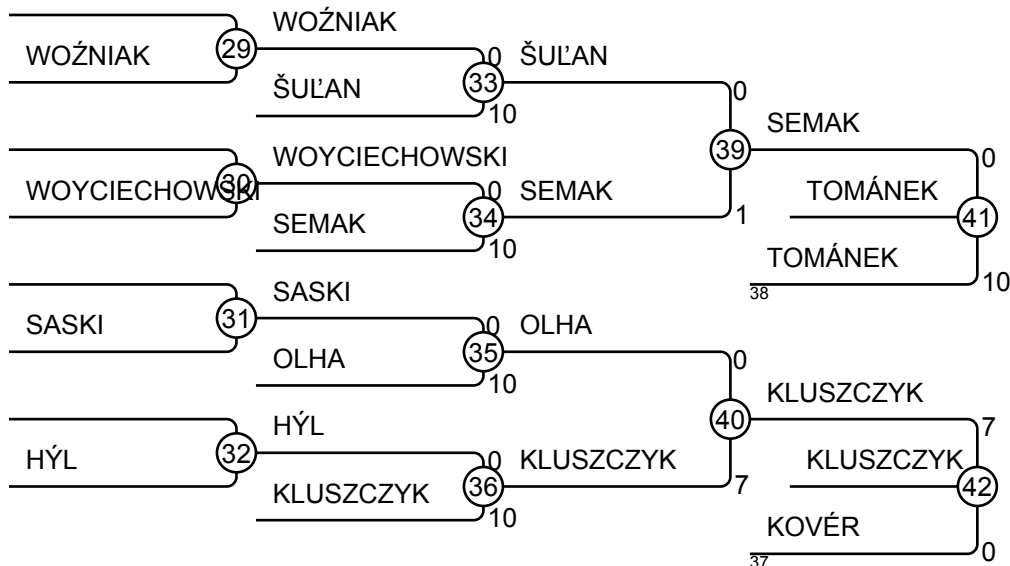 WOŹNIAK
WOŹNIAK
29
0
ŠUĽAN
ŠUĽAN
33
10
0
SEMAK
39
WOYCIECHOWSKI
0
WOYCIECHOWSKI
30
0
SEMAK
TOMÁNEK
SEMAK
34
1
41
10
TOMÁNEK
38
10
SASKI
SASKI
31
0
OLHA
OLHA
35
10
0
KLUSZCZYK
HÝL
40
7
HÝL
32
0
KLUSZCZYK
KLUSZCZYK
KLUSZCZYK
36
7
42
10
KOVÉR
37
0